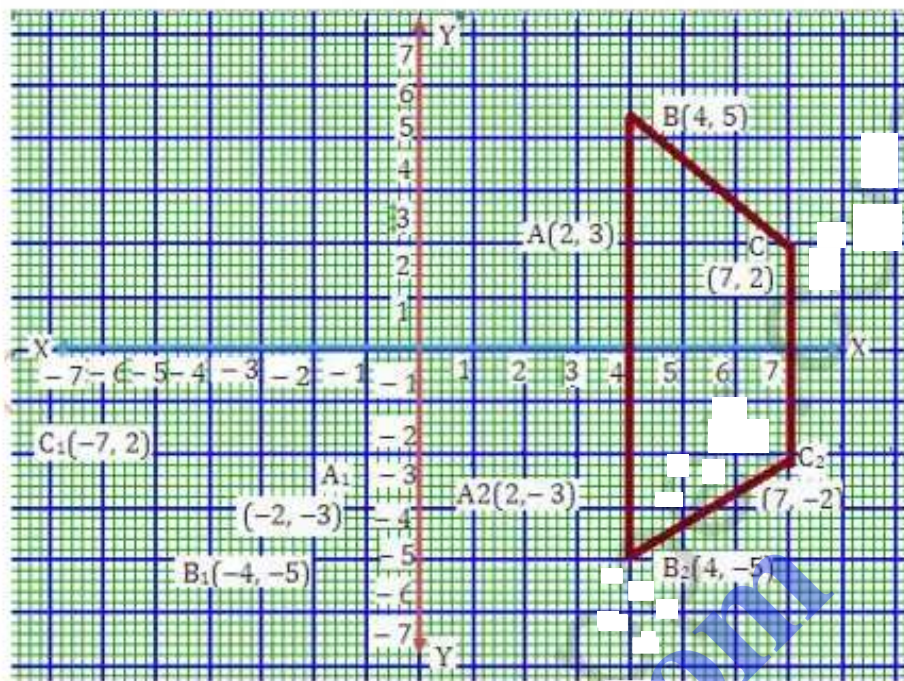 Y
7
6
B(4, 5)
5
4
3
A(2, 3)
C
2
(7, 2)
1
X
X
– 7
–5
– 4
– 3
– 2
– 1
– 1
1
2
3
4
5
6
7
– 2
C₁(−7, 2)
C₂
A₁
– 3
A2(2,– 3)
(7, −2)
(−2, −3)
– 4
– 5
B₁(−4, −5)
B₂(4, −5)
– 6
– 7
Y
om